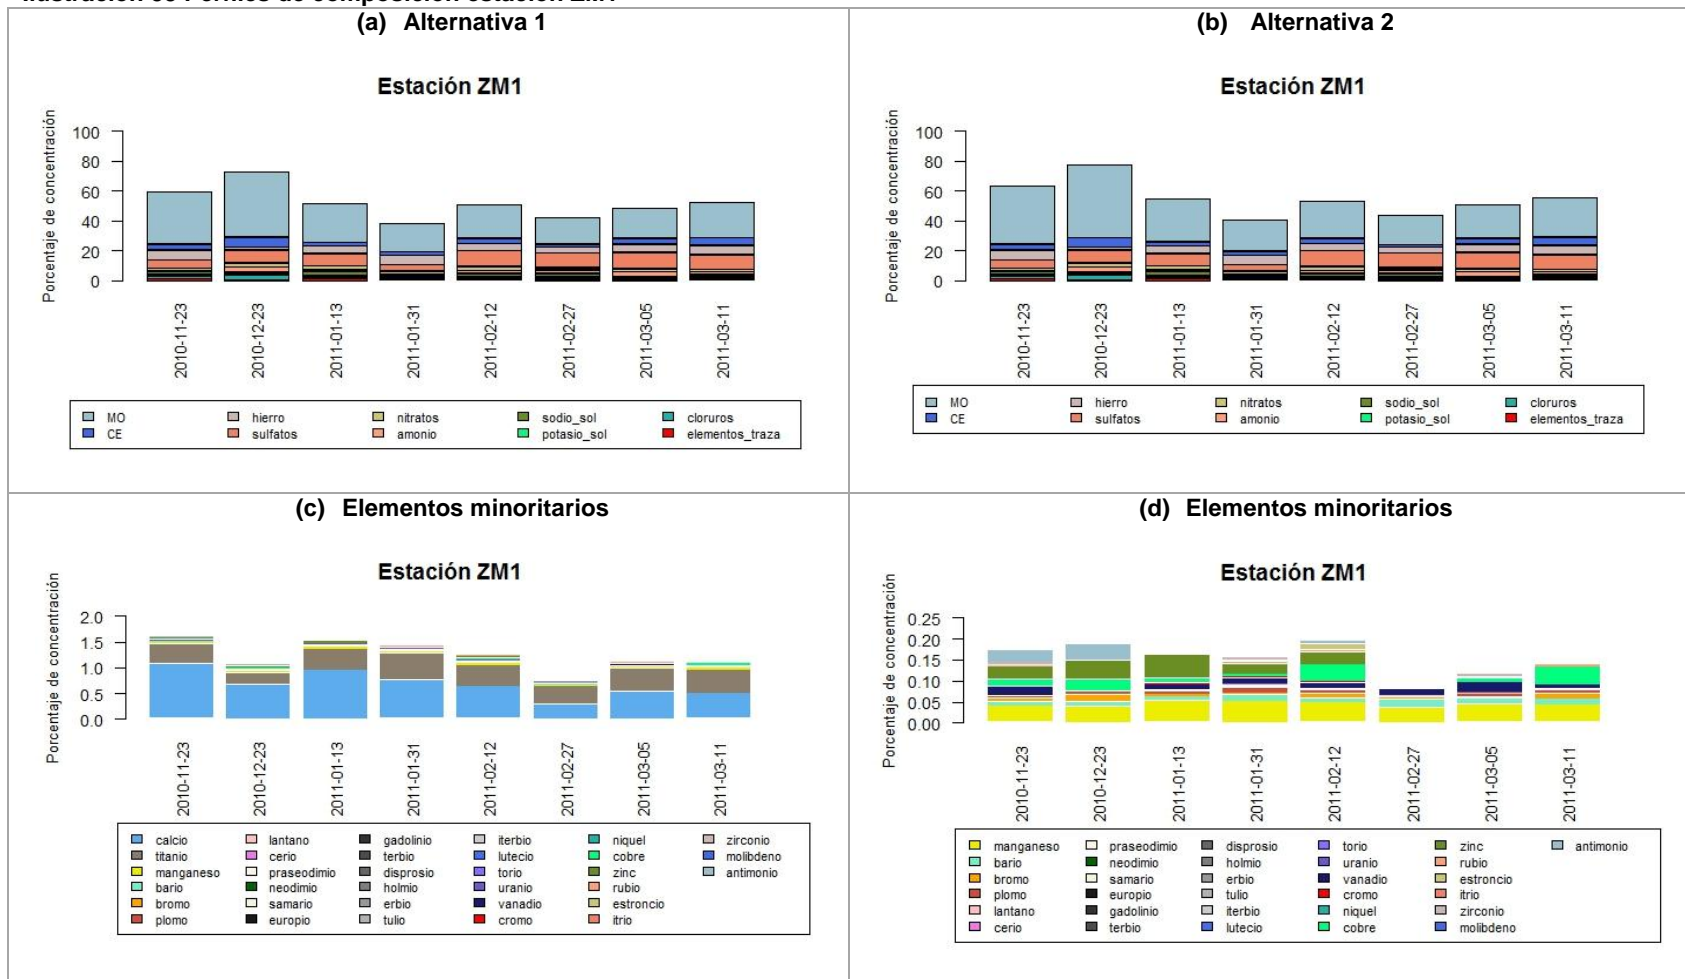 (a) Alternativa 1
Estación ZM1
Porcentaje de concentración
100
80
60
40
20
0
2010-11-23
2010-12-23
2011-01-13
2011-01-31
2011-02-12
2011-02-27
2011-03-05
2011-03-11
MO hierro nitratos sodio_sol cloruros
CE sulfatos amonio potasio_sol elementos_traza
(b) Alternativa 2
Estación ZM1
Porcentaje de concentración
100
80
60
40
20
0
2010-11-23
2010-12-23
2011-01-13
2011-01-31
2011-02-12
2011-02-27
2011-03-05
2011-03-11
MO hierro nitratos sodio_sol cloruros
CE sulfatos amonio potasio_sol elementos_traza
(c) Elementos minoritarios
Estación ZM1
Porcentaje de concentración
2.0
1.5
1.0
0.5
0.0
2010-11-23
2010-12-23
2011-01-13
2011-01-31
2011-02-12
2011-02-27
2011-03-05
2011-03-11
calcio lantano gadolinio iterbio niquel zirconio
titanio cerio terbio lutecio cobre molibdeno
manganeso praseodimio disprosio torio zinc antimonio
bario neodimio holmio uranio rubio
bromo samario erbio vanadio estroncio
plomo europio tulio cromo itrio
(d) Elementos minoritarios
Estación ZM1
Porcentaje de concentración
0.25
0.20
0.15
0.10
0.05
0.00
2010-11-23
2010-12-23
2011-01-13
2011-01-31
2011-02-12
2011-02-27
2011-03-05
2011-03-11
manganeso praseodimio disprosio torio zinc antimonio
bario neodimio holmio uranio rubio
bromo samario erbio vanadio estroncio
plomo europio tulio cromo itrio
lantano gadolinio iterbio niquel zirconio
cerio terbio lutecio cobre molibdeno